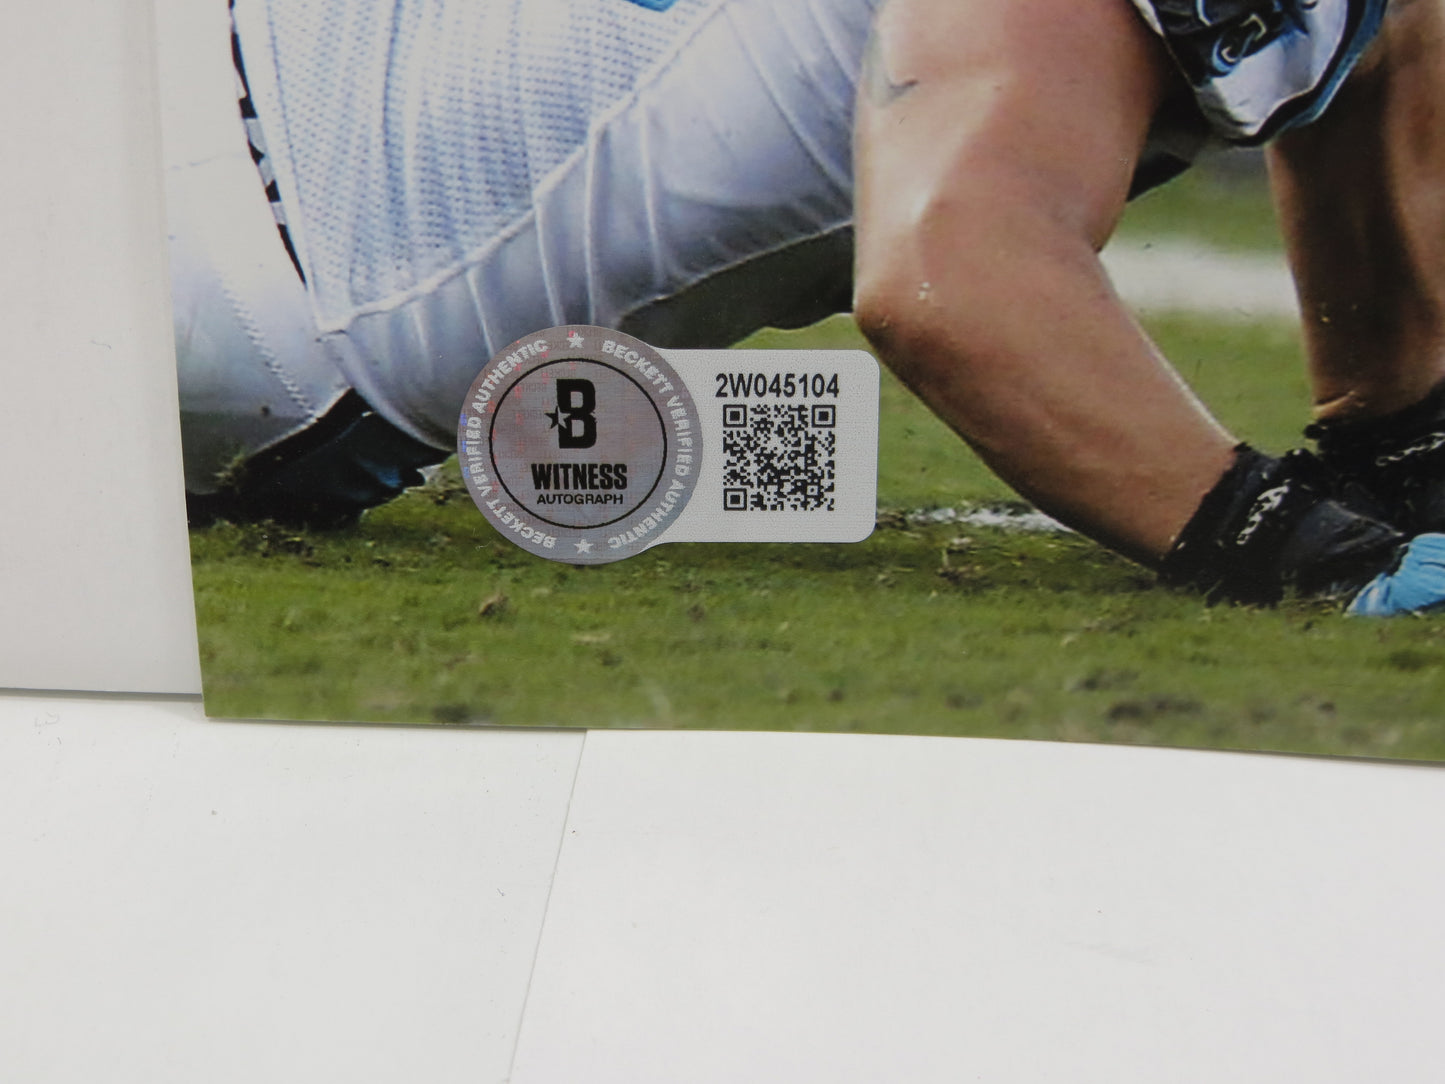 BECKETT VERIFIED AUTHENTIC
BECKETT VERIFIED AUTHENTIC
B
WITNESS
AUTOGRAPH
2W045104